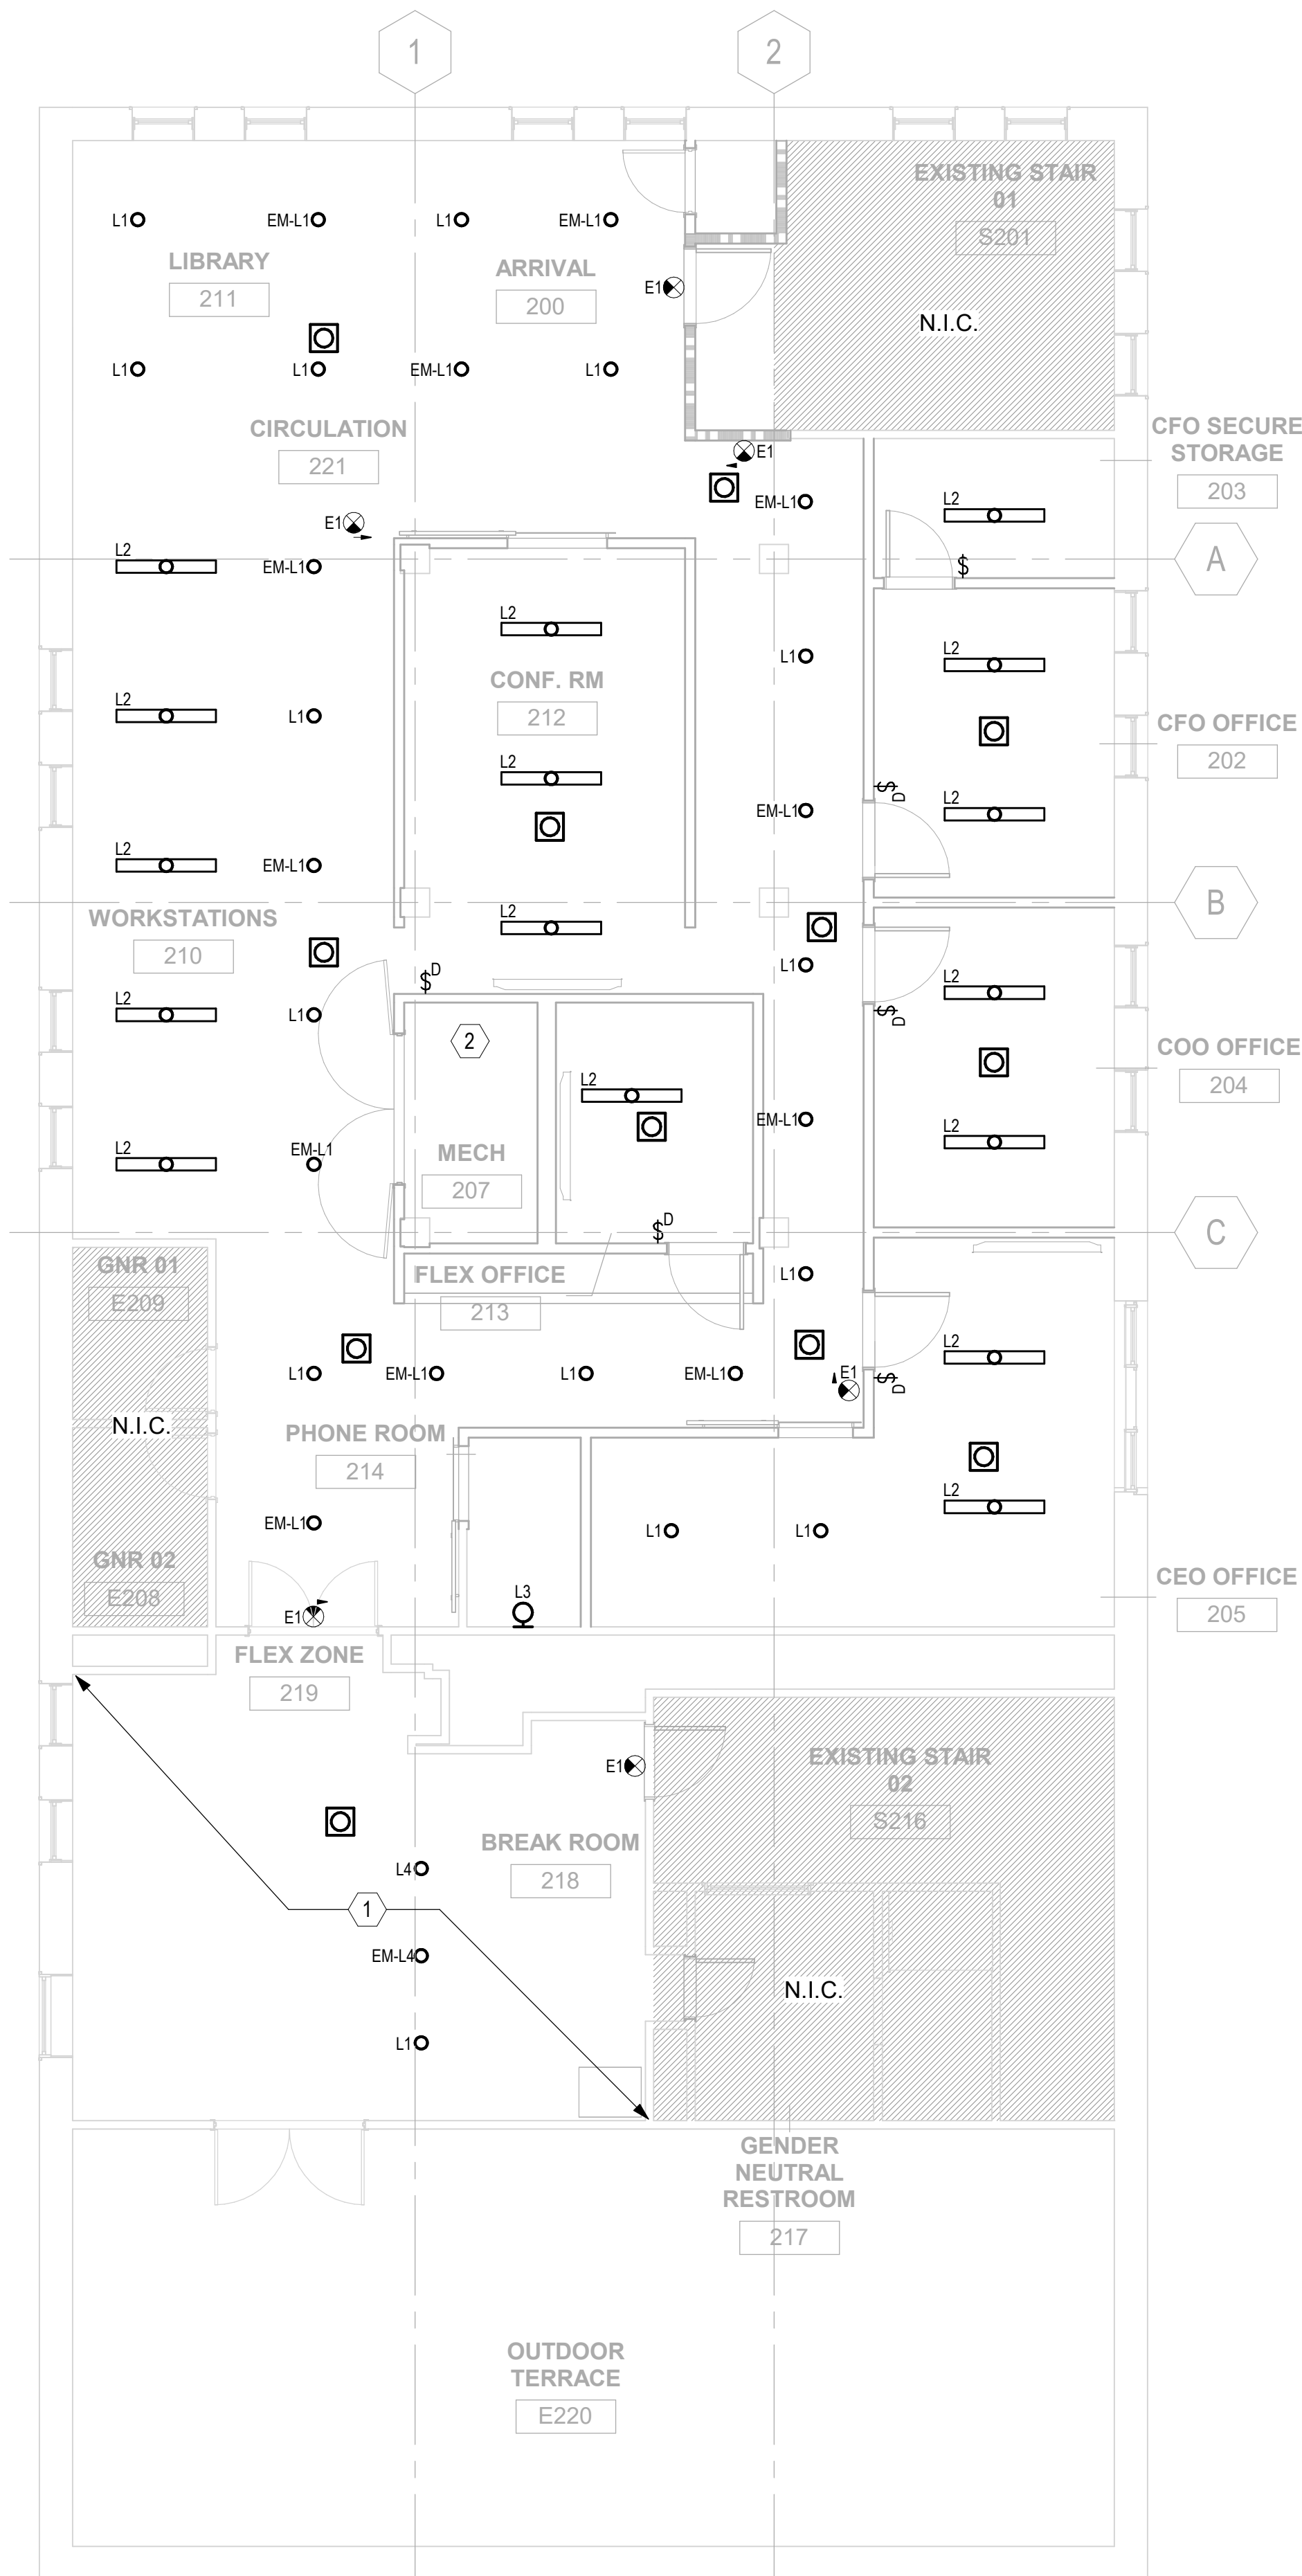 1
2
EXISTING STAIR
01
S201
N.I.C.
L1
EM-L1
L1
EM-L1
LIBRARY
211
ARRIVAL
200
E1
L1
L1
EM-L1
L1
CIRCULATION
221
E1
E1
EM-L1
CFO SECURE
STORAGE
203
L2
$
A
L2
EM-L1
L2
CONF. RM
212
L1
L2
L2
L1
L2
CFO OFFICE
202
L2
EM-L1
$D
L2
L2
EM-L1
B
WORKSTATIONS
210
L2
$D
L1
L2
$D
L2
L1
2
COO OFFICE
204
L2
EM-L1
L2
L2
EM-L1
MECH
207
$D
C
GNR 01
E209
FLEX OFFICE
213
L1
L2
L1
EM-L1
L1
EM-L1
E1
$D
N.I.C.
PHONE ROOM
214
EM-L1
L1
L1
L2
GNR 02
E208
E1
L3
CEO OFFICE
205
FLEX ZONE
219
E1
EXISTING STAIR
02
S216
BREAK ROOM
218
L4
1
EM-L4
N.I.C.
L1
GENDER
NEUTRAL
RESTROOM
217
OUTDOOR
TERRACE
E220